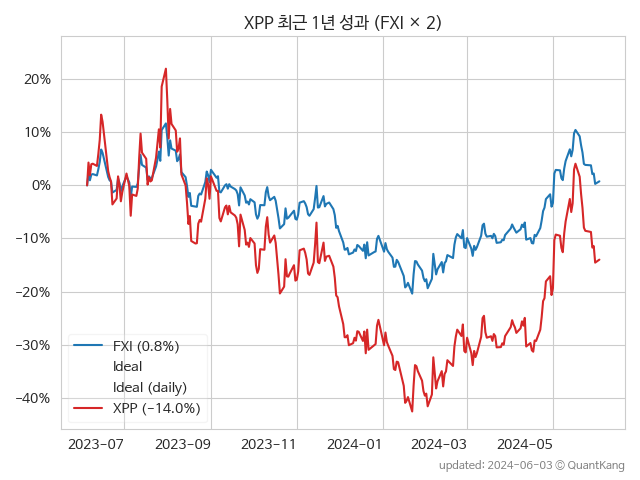 XPP 최근 1년 성과 (FXI × 2)
20%
10%
0%
−10%
−20%
−30%
−40%
FXI (0.8%)
Ideal
Ideal (daily)
XPP (−14.0%)
2023−07
2023−09
2023−11
2024−01
2024−03
2024−05
updated: 2024−06−03 © QuantKang